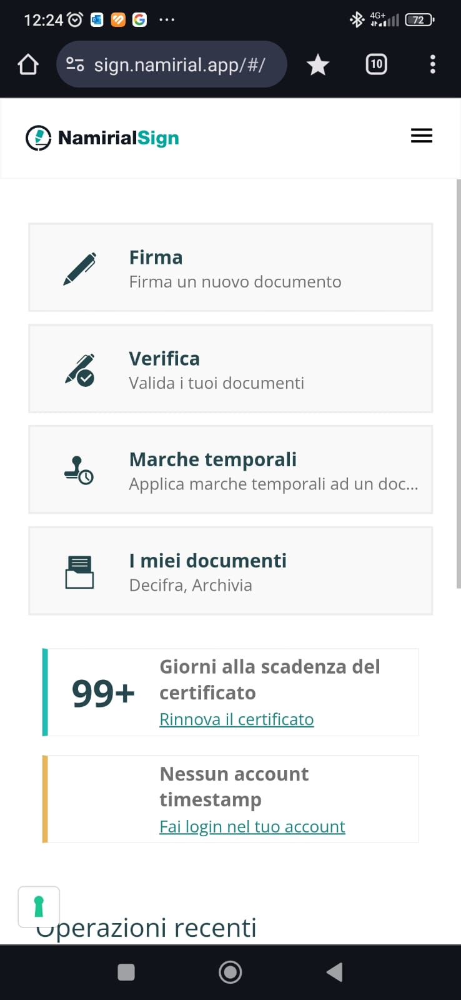 12:24
4G+
72
sign.namirial.app/#/
10
NamirialSign
Firma
Firma un nuovo documento
Verifica
Valida i tuoi documenti
Marche temporali
Applica marche temporali ad un doc...
I miei documenti
Decifra, Archivia
99+
Giorni alla scadenza del
certificato
Rinnova il certificato
Nessun account
timestamp
Fai login nel tuo account
Operazioni recenti